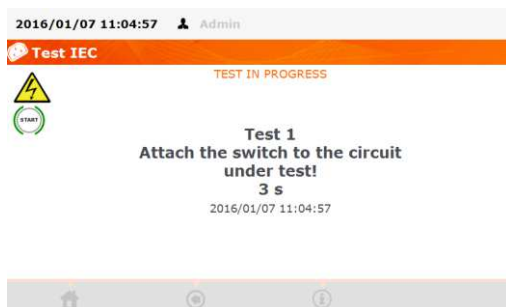 2016/01/07 11:04:57 Admin
Test IEC
TEST IN PROGRESS
START
Test 1
Attach the switch to the circuit
under test!
3 s
2016/01/07 11:04:57